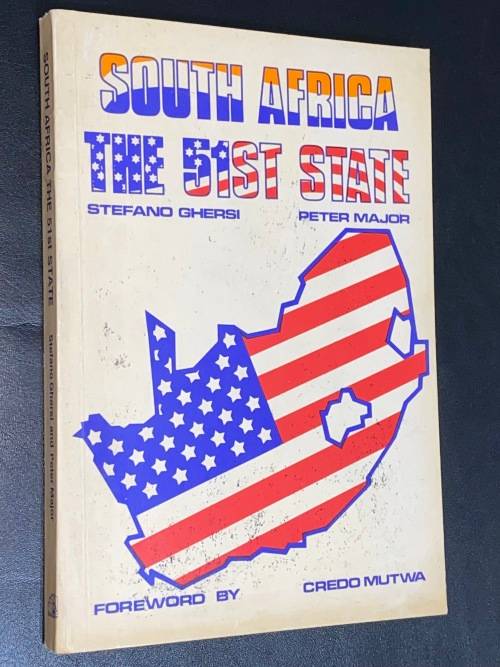 SOUTH AFRICA
THE 51ST STATE
STEFANO GHERSI PETER MAJOR
FOREWORD BY CREDO MUTWA
SOUTH AFRICA THE 51st STATE
Stefano Ghersi and Peter Major